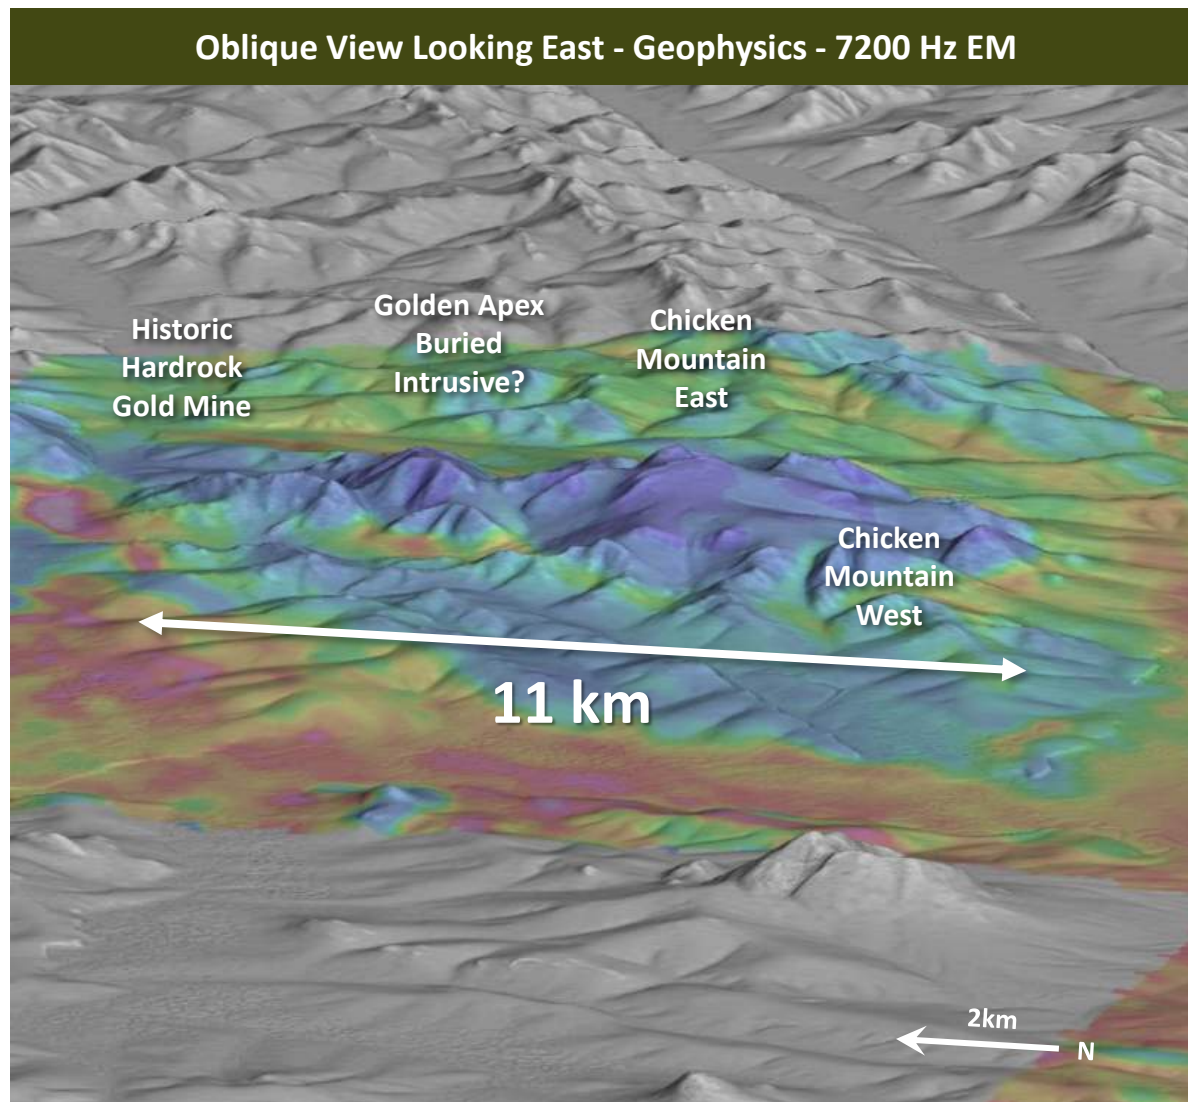 Oblique View Looking East - Geophysics - 7200 Hz EM
Historic
Hardrock
Gold Mine
Golden Apex
Buried
Intrusive?
Chicken
Mountain
East
Chicken
Mountain
West
11 km
2km
N